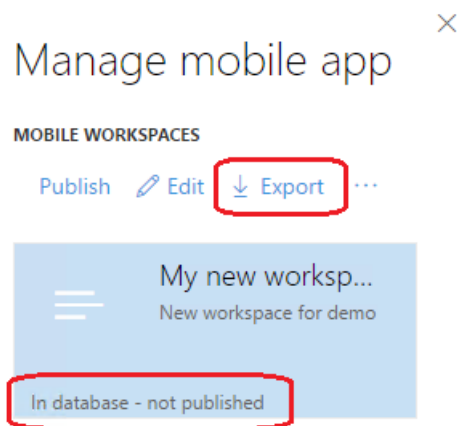 Manage mobile app
MOBILE WORKSPACES
Publish Edit Export ...
My new worksp...
New workspace for demo
In database - not published